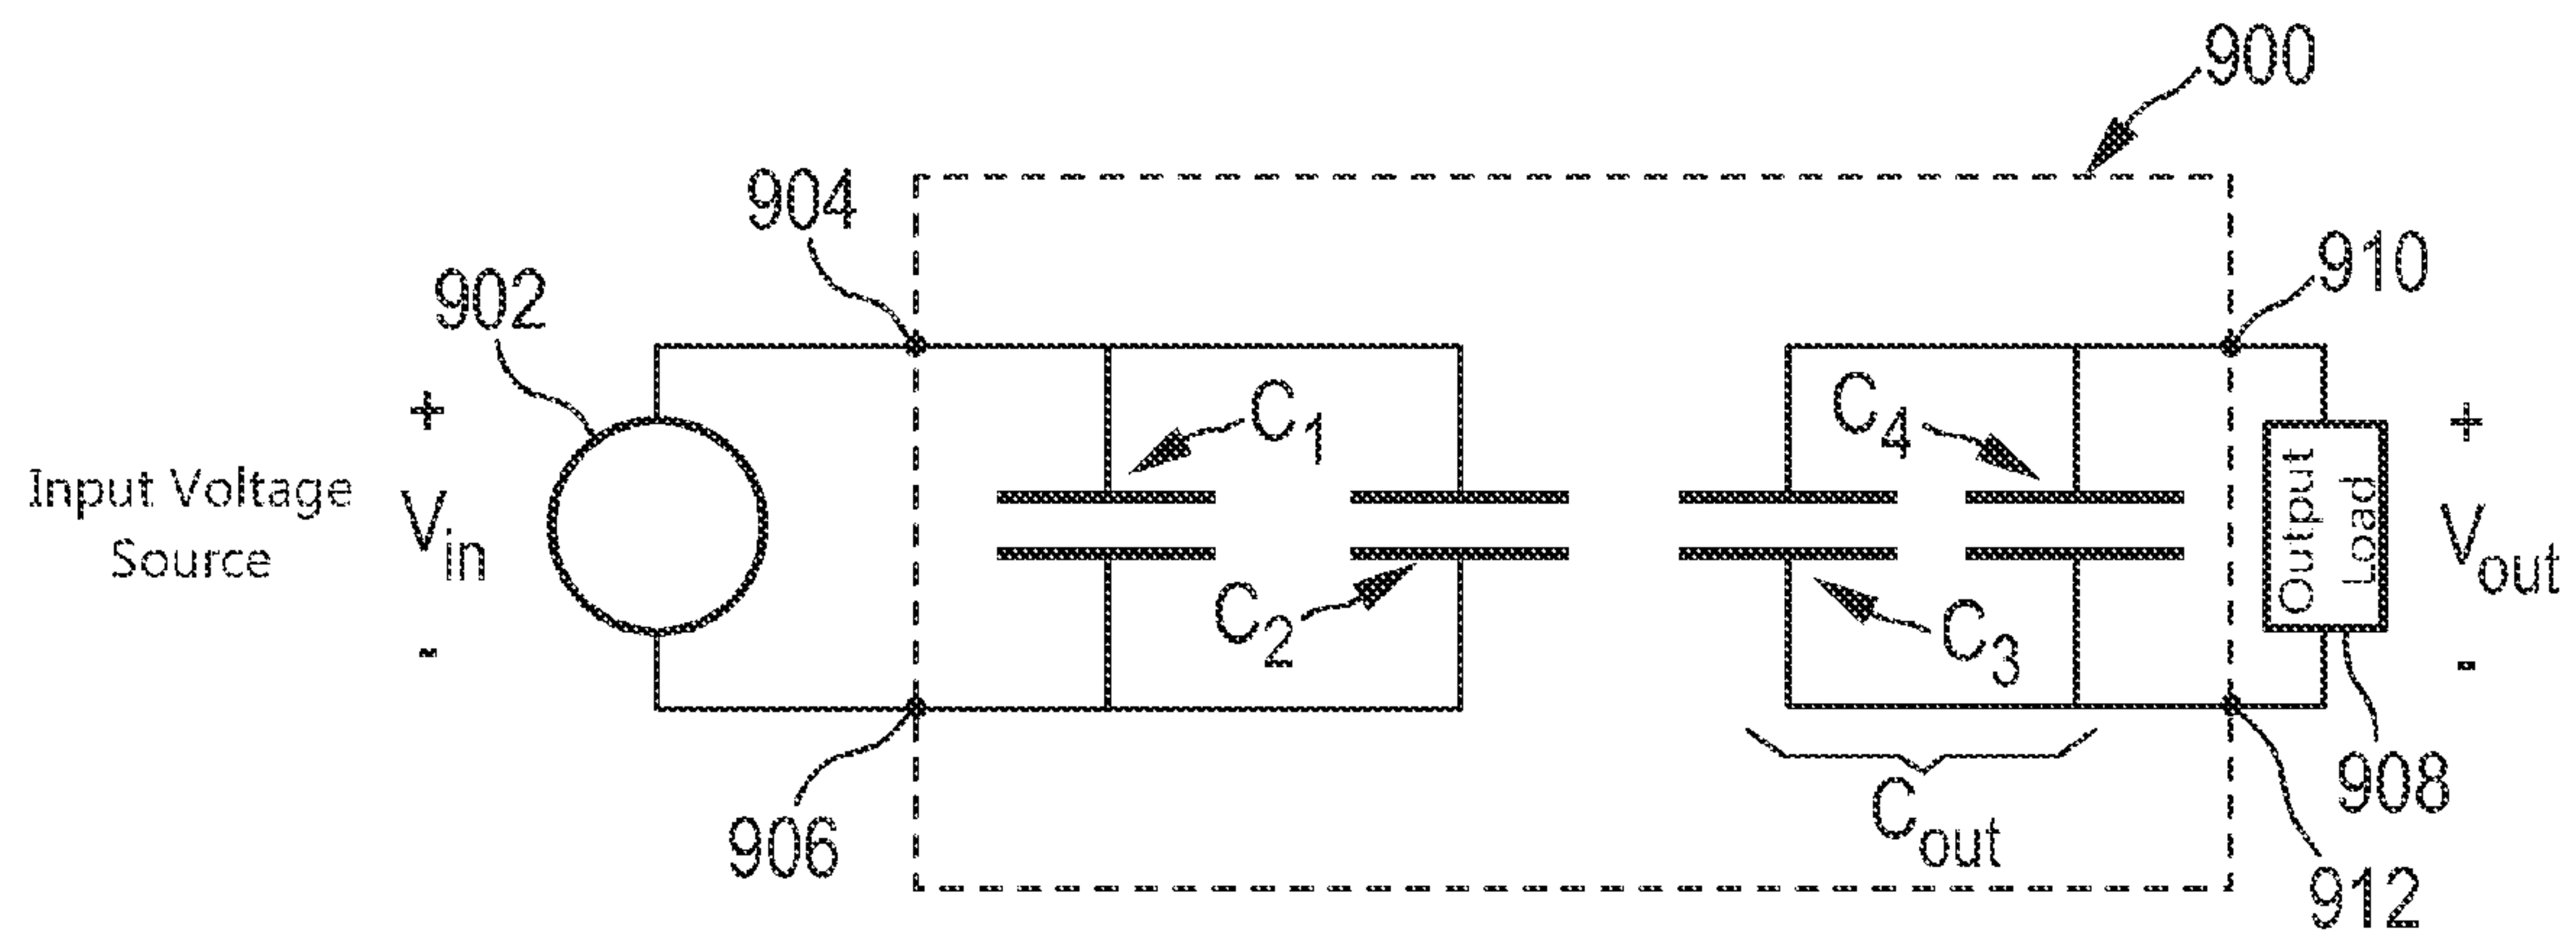 900
904
910
902
+
C1
C4
+
Input Voltage
Source
Vin
Output
Load
Vout
C2
C3
-
-
Cout
908
906
912